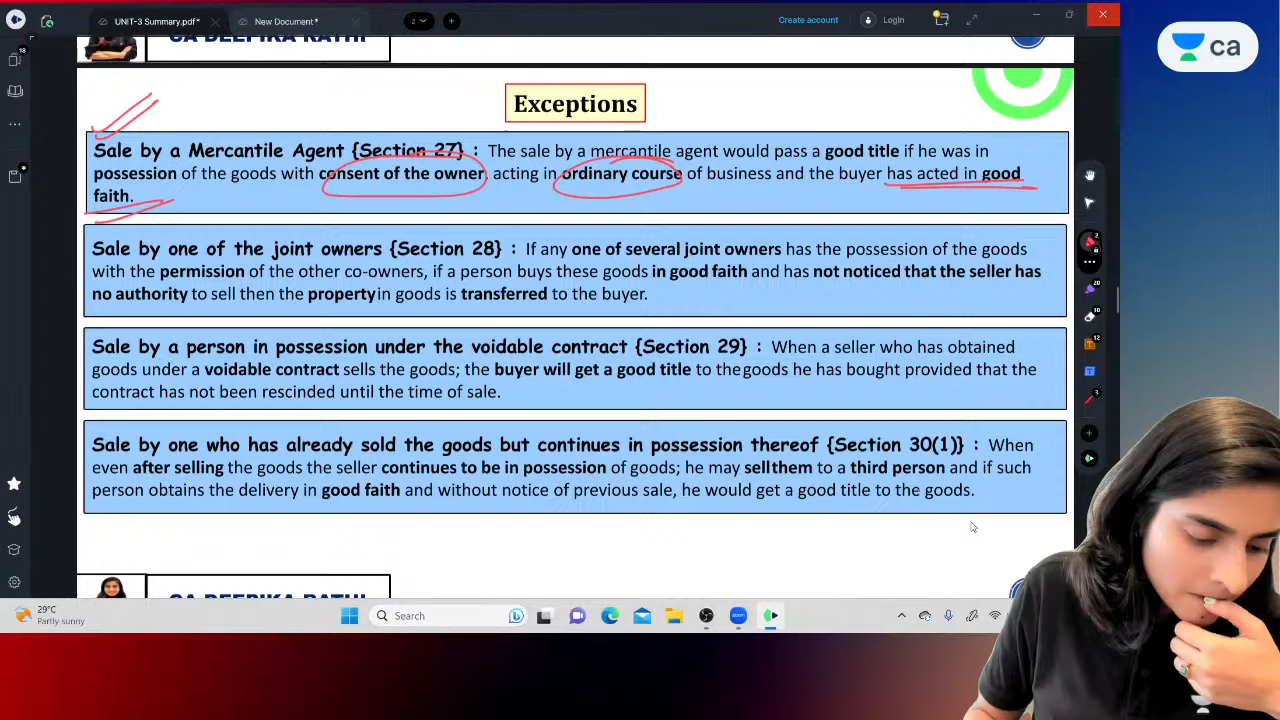 UNIT-3 Summary.pdf*
New Document*
2
Create account
Login
ca
18
CA DEEPIKA RATHI
Exceptions
Sale by a Mercantile Agent {Section 27} : The sale by a mercantile agent would pass a good title if he was in
possession of the goods with consent of the owner, acting in ordinary course of business and the buyer has acted in good
faith.
Sale by one of the joint owners {Section 28} : If any one of several joint owners has the possession of the goods
with the permission of the other co-owners, if a person buys these goods in good faith and has not noticed that the seller has
no authority to sell then the property in goods is transferred to the buyer.
Sale by a person in possession under the voidable contract {Section 29} : When a seller who has obtained
goods under a voidable contract sells the goods; the buyer will get a good title to the goods he has bought provided that the
contract has not been rescinded until the time of sale.
Sale by one who has already sold the goods but continues in possession thereof {Section 30(1)} : When
even after selling the goods the seller continues to be in possession of goods; he may sell them to a third person and if such
person obtains the delivery in good faith and without notice of previous sale, he would get a good title to the goods.
2
20
10
12
3
CA DEEPIKA RATHI
29°C
Partly sunny
Search
zoom